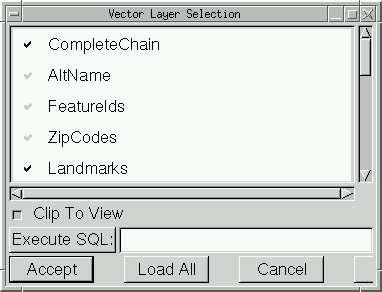 Vector Layer Selection
CompleteChain
AltName
FeatureIds
ZipCodes
Landmarks
Clip To View
Execute SQL:
Accept Load All Cancel